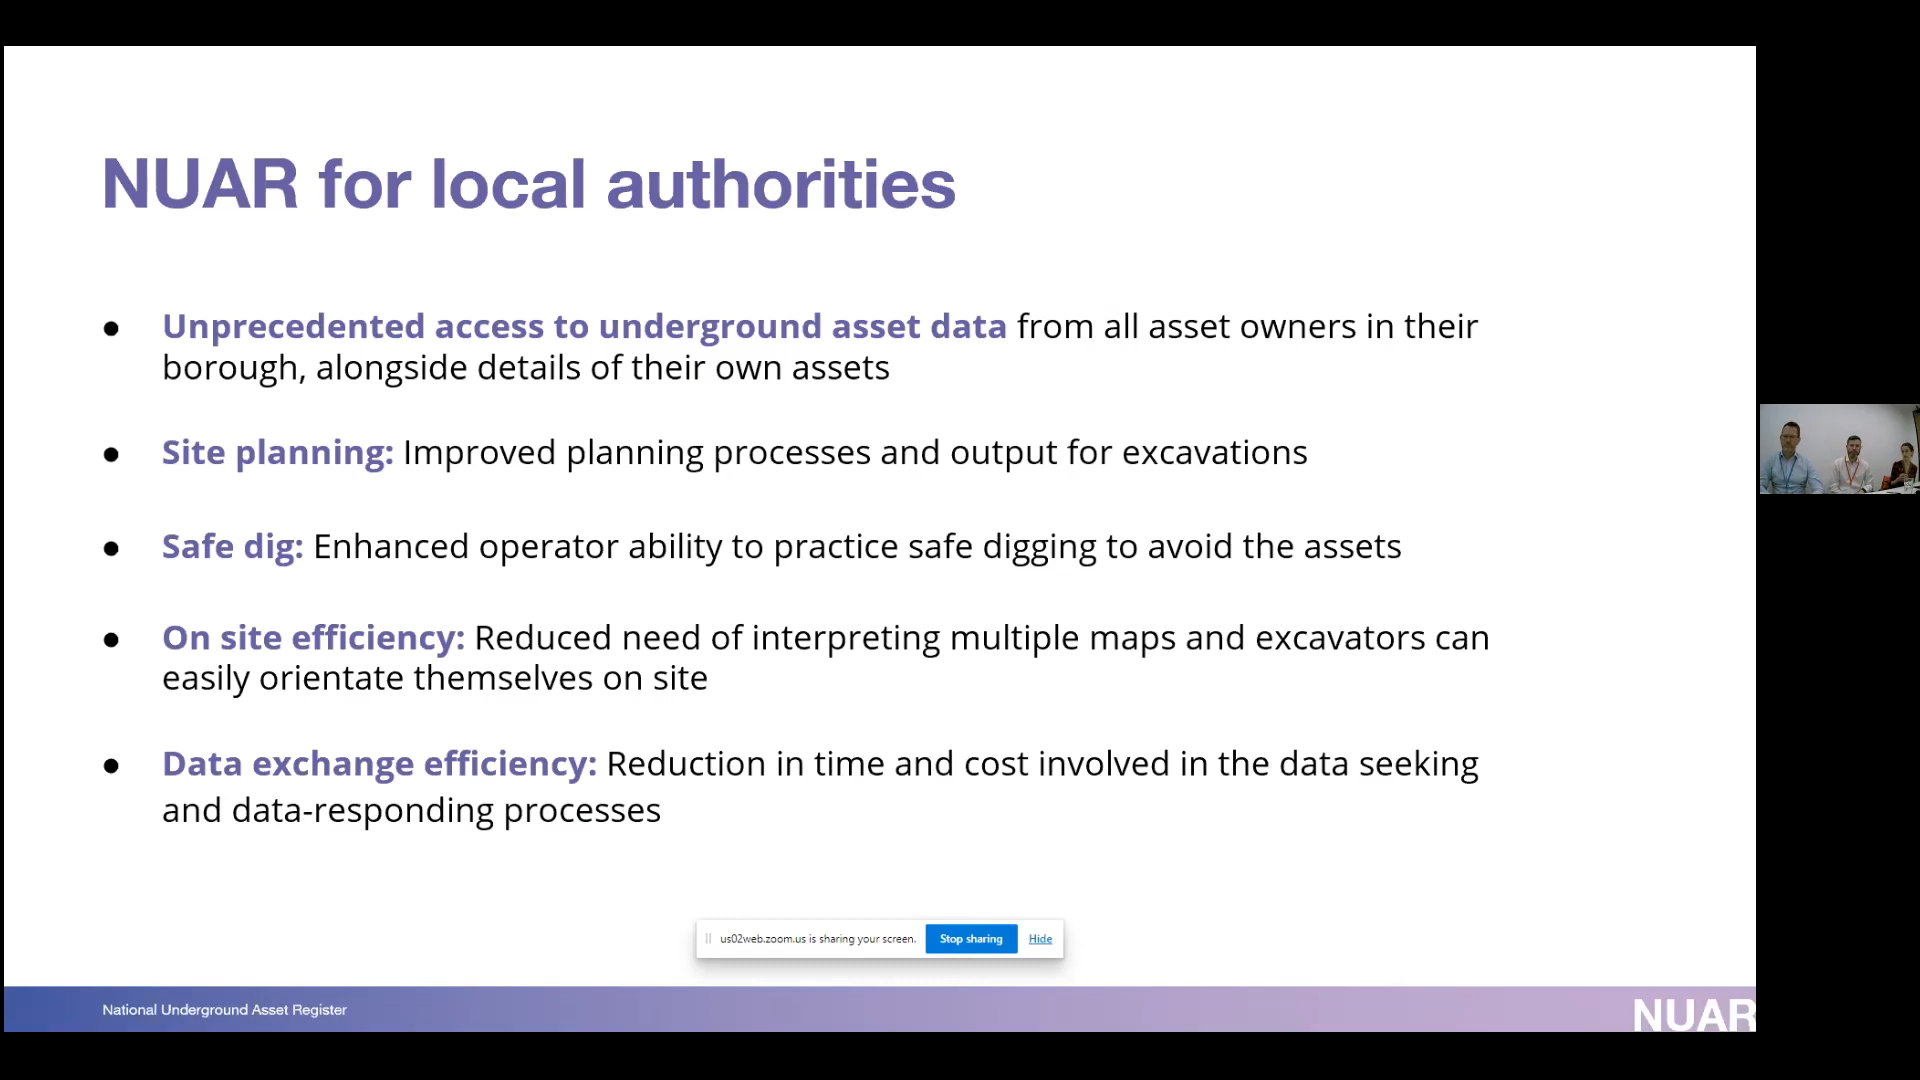 NUAR for local authorities
● Unprecedented access to underground asset data from all asset owners in their
borough, alongside details of their own assets
● Site planning: Improved planning processes and output for excavations
● Safe dig: Enhanced operator ability to practice safe digging to avoid the assets
● On site efficiency: Reduced need of interpreting multiple maps and excavators can
easily orientate themselves on site
● Data exchange efficiency: Reduction in time and cost involved in the data seeking
and data-responding processes
us02web.zoom.us is sharing your screen. Stop sharing Hide
National Underground Asset Register
NUAR